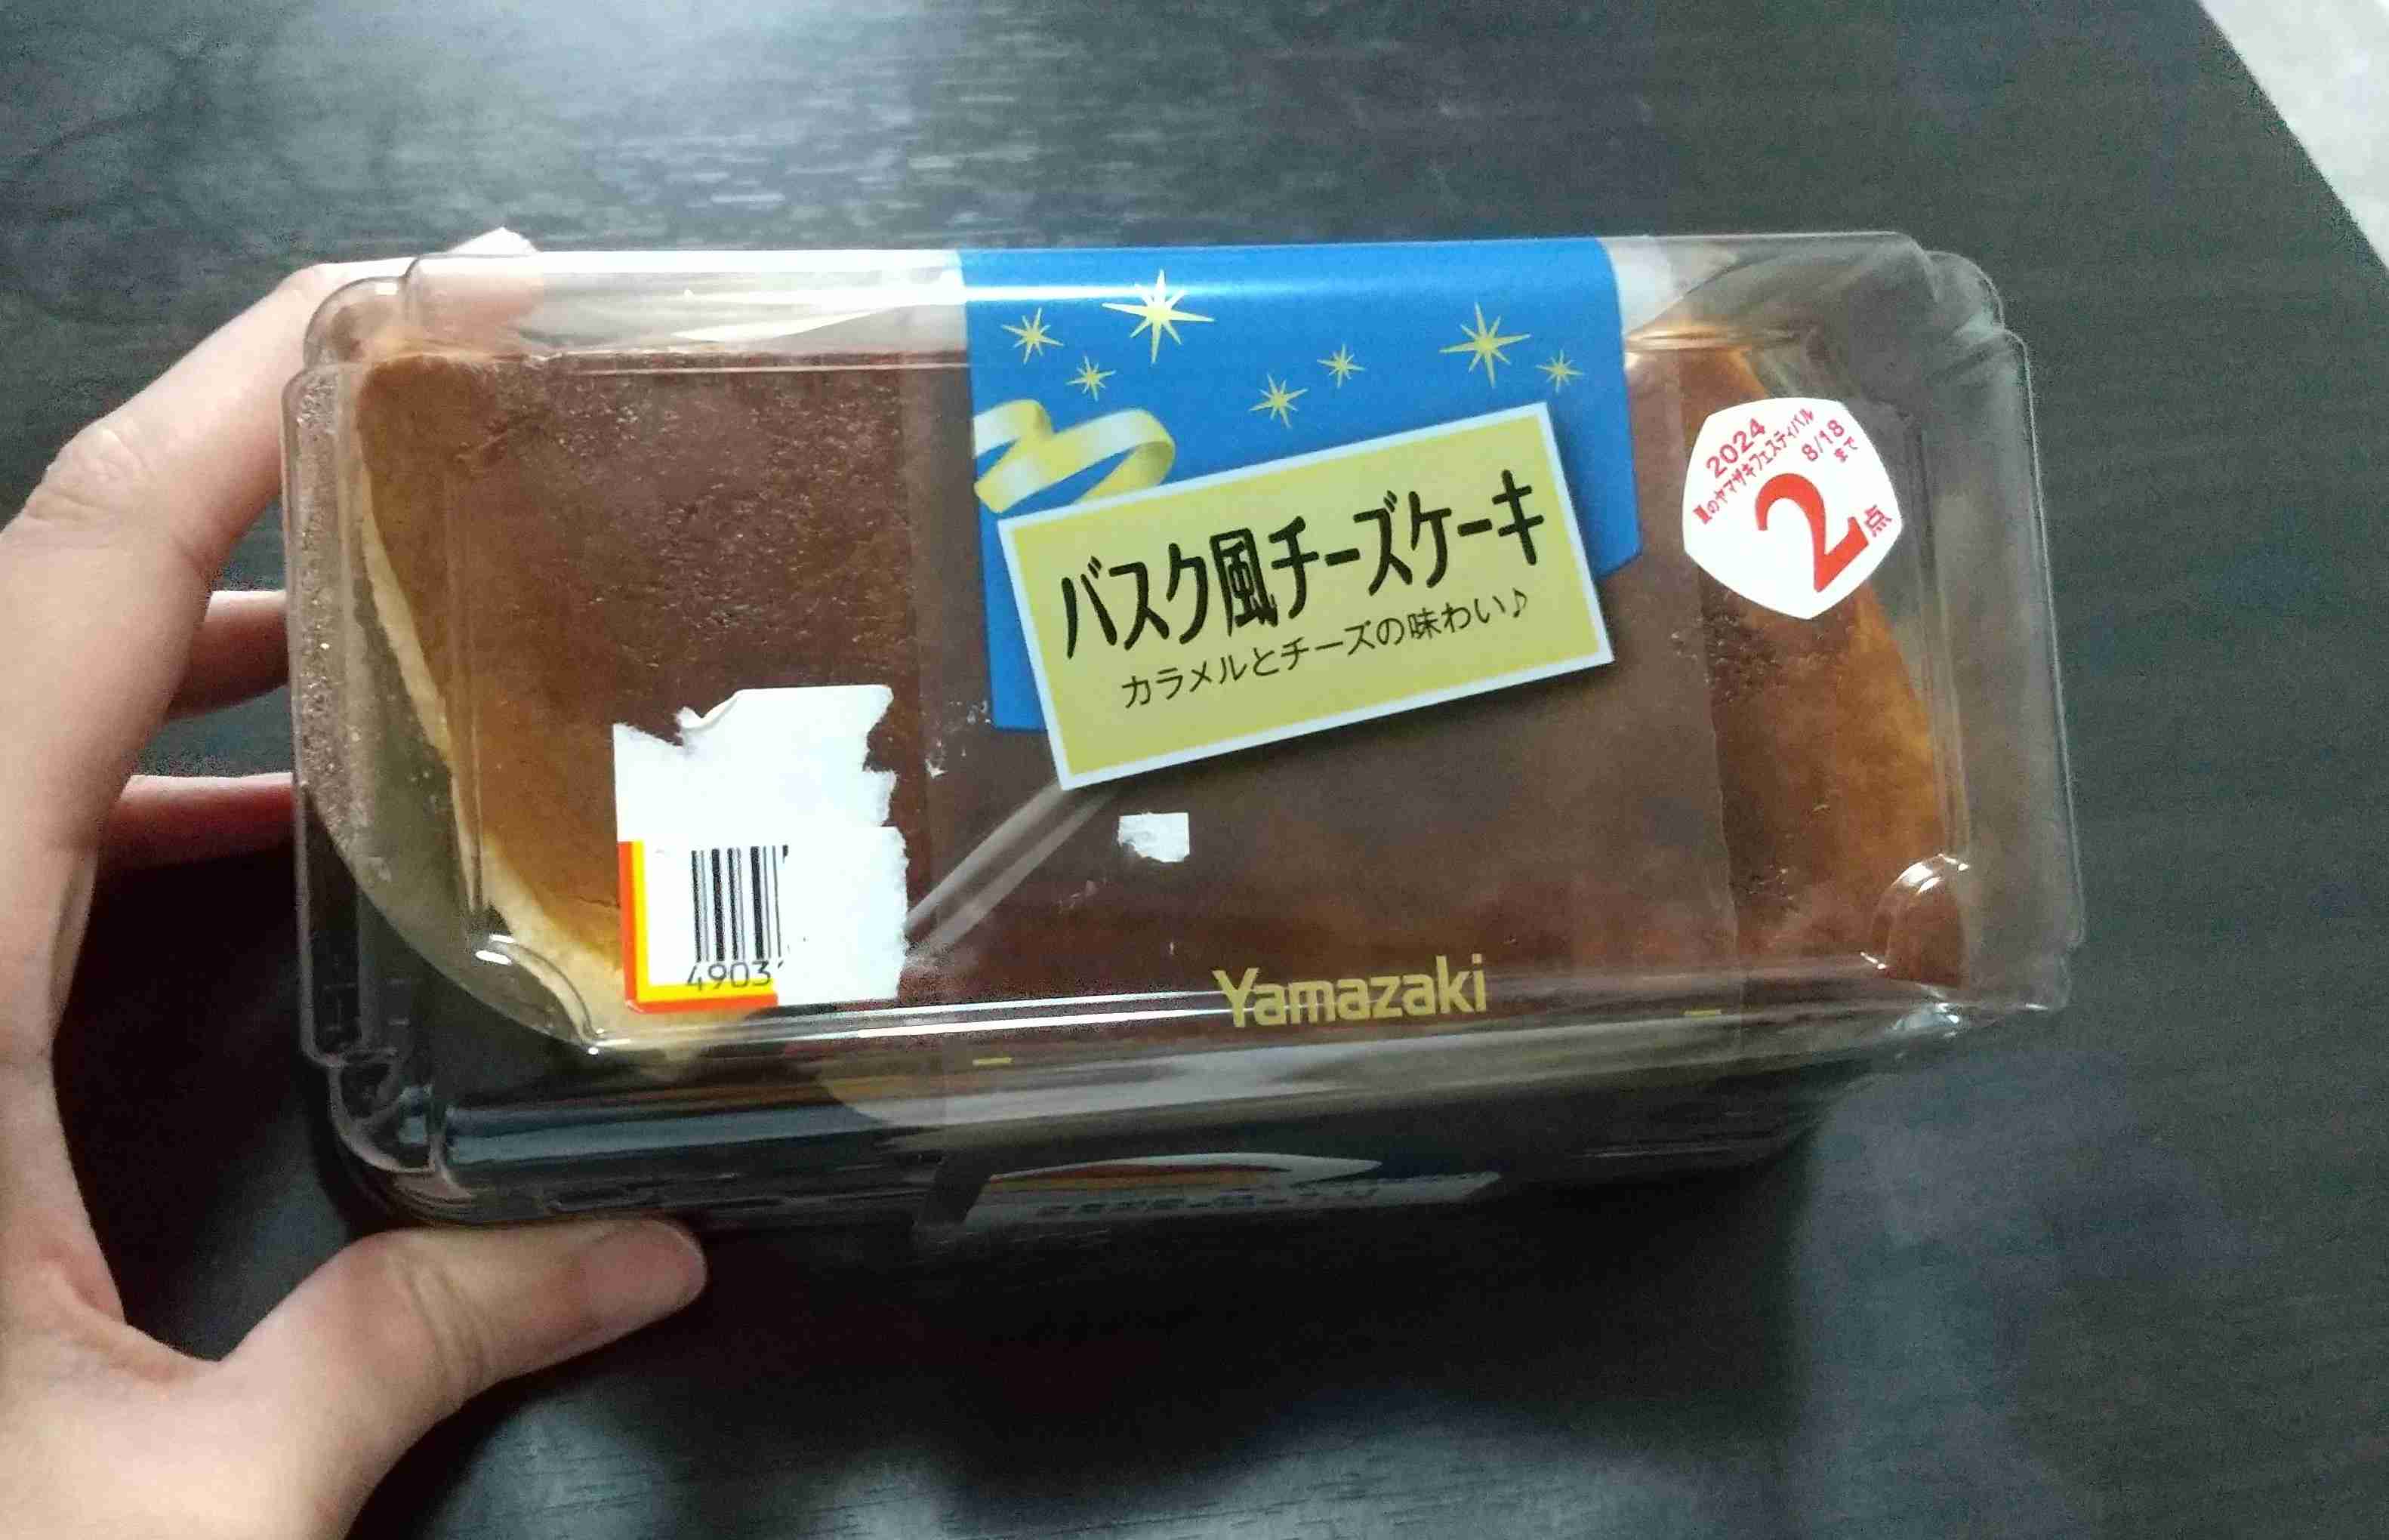 バスク風チーズケーキ
カラメルとチーズの味わい♪
2024
1のヤマザキフェスティバル
8/18
まで
2点
4903
Yamazaki